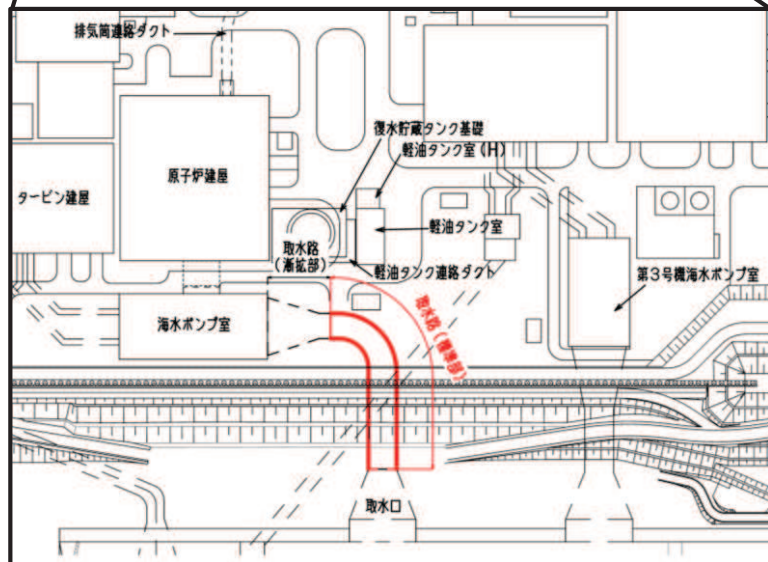 排気筒連絡ダクト
復水貯蔵タンク基礎
軽油タンク室(H)
原子炉建屋
タービン建屋
軽油タンク室
取水路
(漸拡部)
軽油タンク連絡ダクト
第3号機海水ポンプ室
海水ポンプ室
取水路(標準部)
取水口